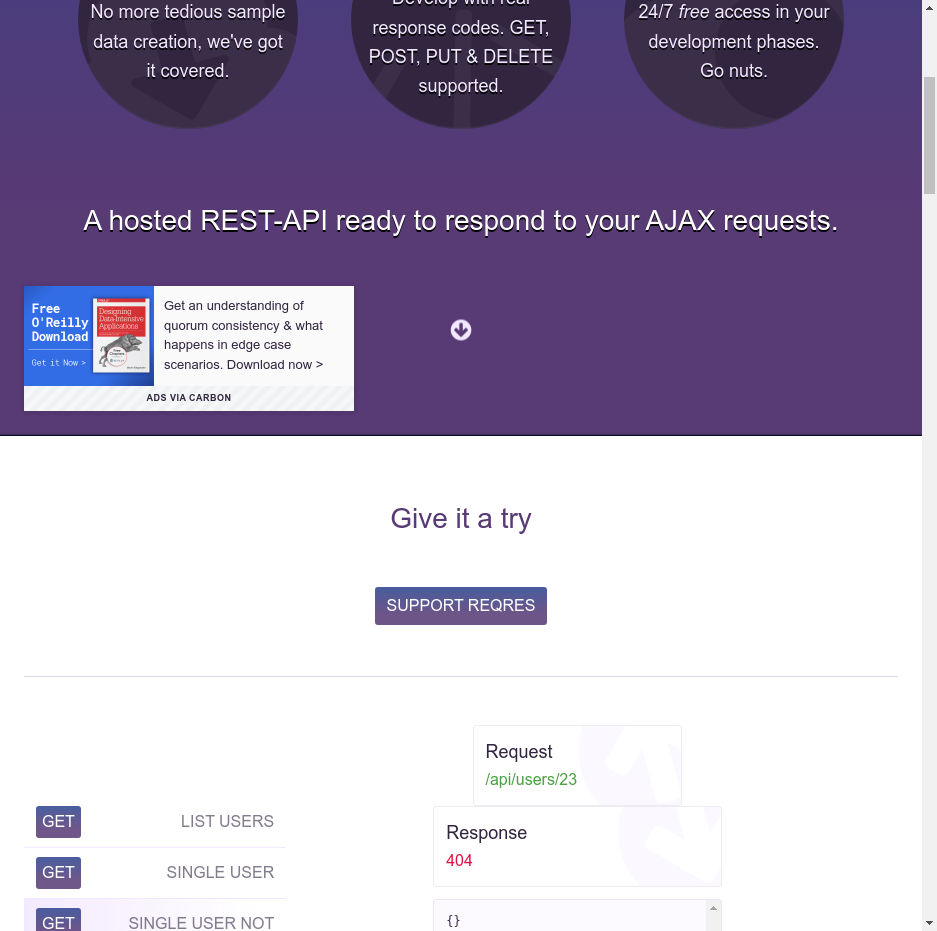 No more tedious sample
data creation, we've got
it covered.
Develop with real
response codes. GET,
POST, PUT & DELETE
supported.
24/7 free access in your
development phases.
Go nuts.
A hosted REST-API ready to respond to your AJAX requests.
Free
O'Reilly
Download
Get it Now >
Designing
Data-Intensive
Applications
Get an understanding of
quorum consistency & what
happens in edge case
scenarios. Download now >
ADS VIA CARBON
Give it a try
SUPPORT REQRES
GET LIST USERS
GET SINGLE USER
GET SINGLE USER NOT
Request
/api/users/23
Response
404
{}